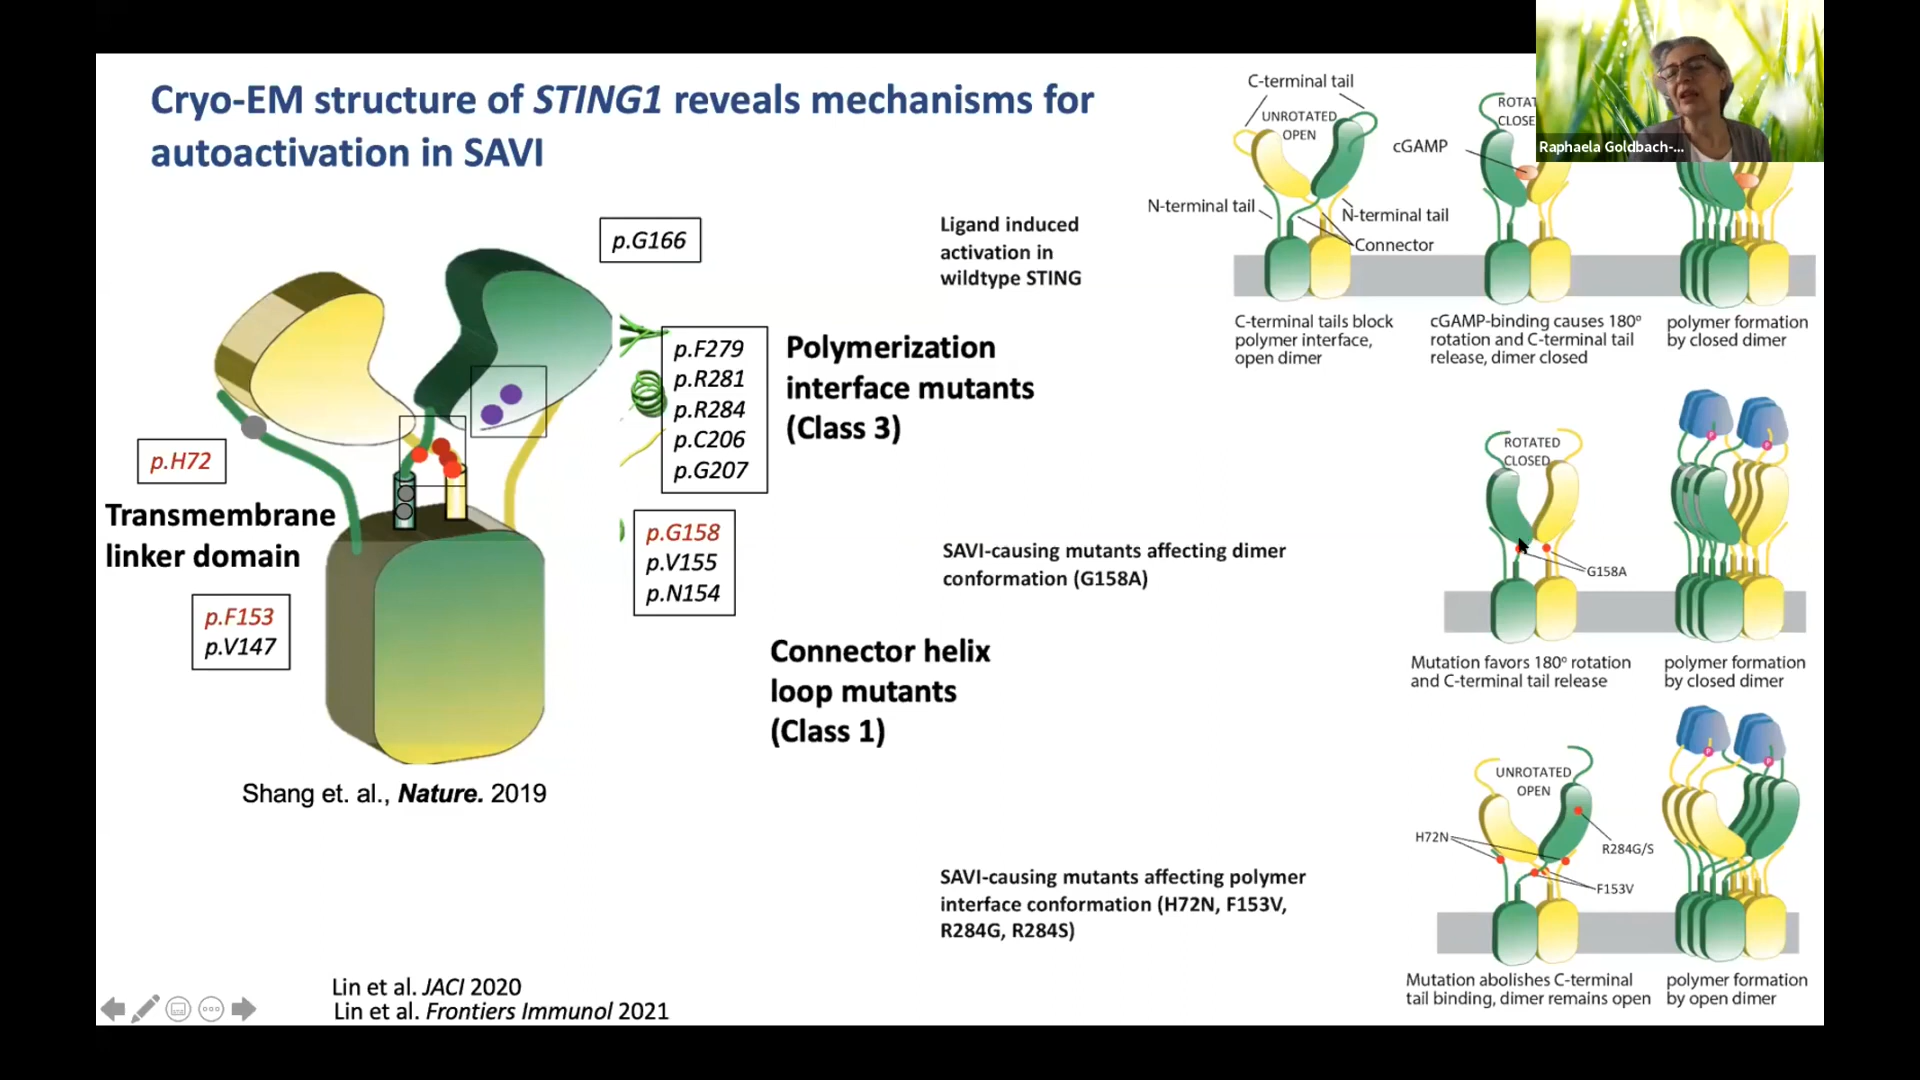 Cryo-EM structure of STING1 reveals mechanisms for
autoactivation in SAVI
p.G166
p.F279
p.R281
p.R284
p.C206
p.G207
Polymerization
interface mutants
(Class 3)
p.H72
Transmembrane
linker domain
p.F153
p.V147
p.G158
p.V155
p.N154
Connector helix
loop mutants
(Class 1)
Shang et. al., Nature. 2019
Lin et al. JACI 2020
Lin et al. Frontiers Immunol 2021
Ligand induced
activation in
wildtype STING
C-terminal tail
UNROTATED
OPEN
N-terminal tail
N-terminal tail
Connector
cGAMP
ROTAT
CLOSE
Raphaela Goldbach-...
C-terminal tails block
polymer interface,
open dimer
cGAMP-binding causes 180°
rotation and C-terminal tail
release, dimer closed
polymer formation
by closed dimer
SAVI-causing mutants affecting dimer
conformation (G158A)
ROTATED
CLOSED
G158A
P
P
Mutation favors 180° rotation
and C-terminal tail release
polymer formation
by closed dimer
SAVI-causing mutants affecting polymer
interface conformation (H72N, F153V,
R284G, R284S)
UNROTATED
OPEN
H72N
R284G/S
F153V
P
P
Mutation abolishes C-terminal
tail binding, dimer remains open
polymer formation
by open dimer